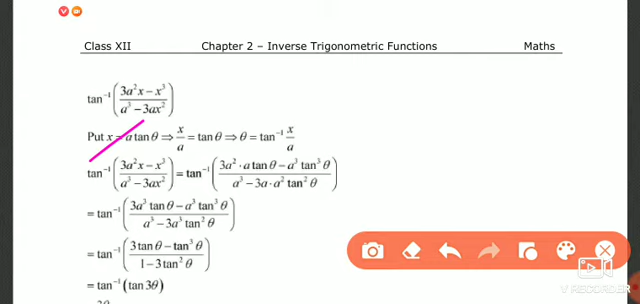 Class XII Chapter 2 – Inverse Trigonometric Functions Maths
tan⁻¹((3a²x − x³)/(a³ − 3ax²))
Put x = a tan θ ⇒ x/a = tan θ ⇒ θ = tan⁻¹ x/a
tan⁻¹((3a²x − x³)/(a³ − 3ax²)) = tan⁻¹((3a² · a tan θ − a³ tan³ θ)/(a³ − 3a · a² tan² θ))
= tan⁻¹((3a³ tan θ − a³ tan³ θ)/(a³ − 3a³ tan² θ))
= tan⁻¹((3 tan θ − tan³ θ)/(1 − 3 tan² θ))
= tan⁻¹(tan 3θ)
VRECORDER